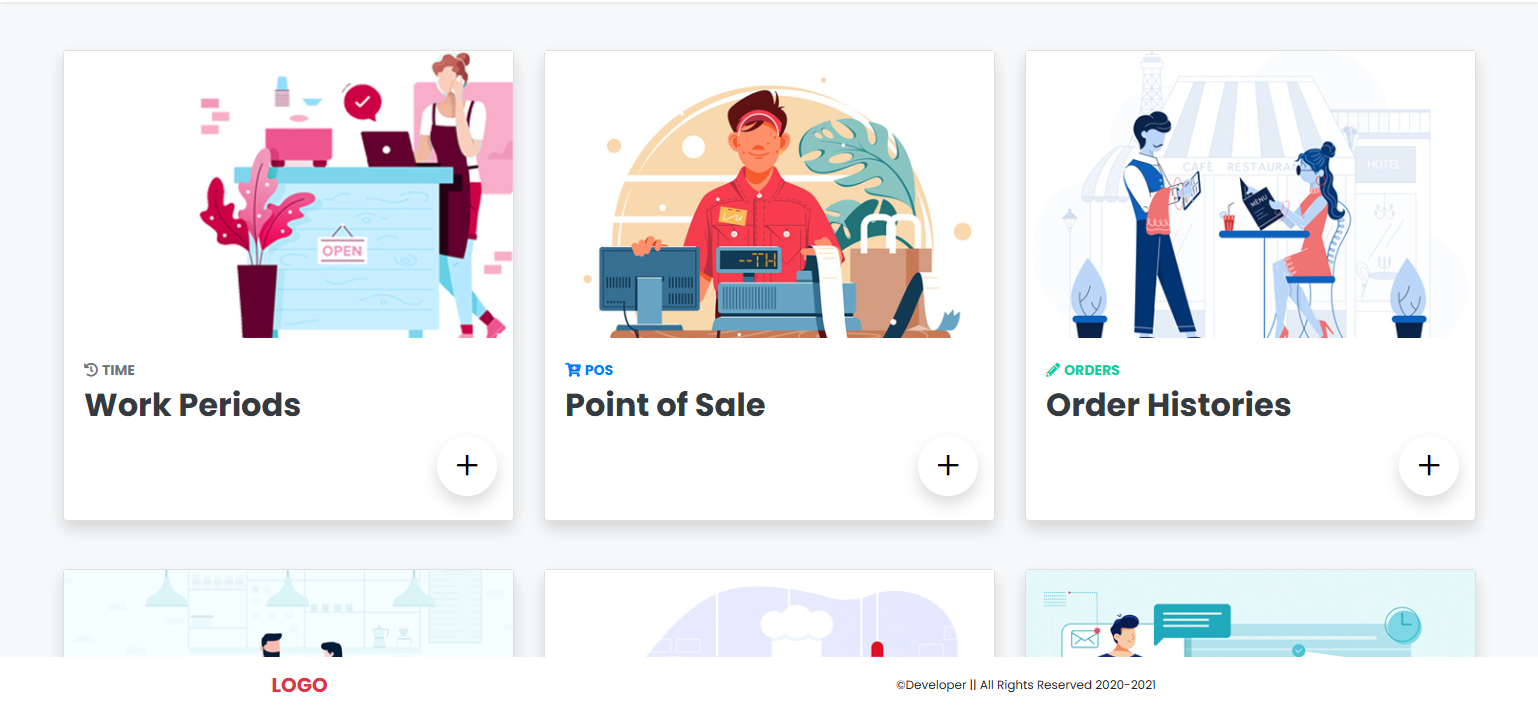 OPEN
--TH
CAFE RESTAURANT
HOTEL
MENU
TIME
Work Periods
POS
Point of Sale
ORDERS
Order Histories
LOGO
©Developer || All Rights Reserved 2020-2021